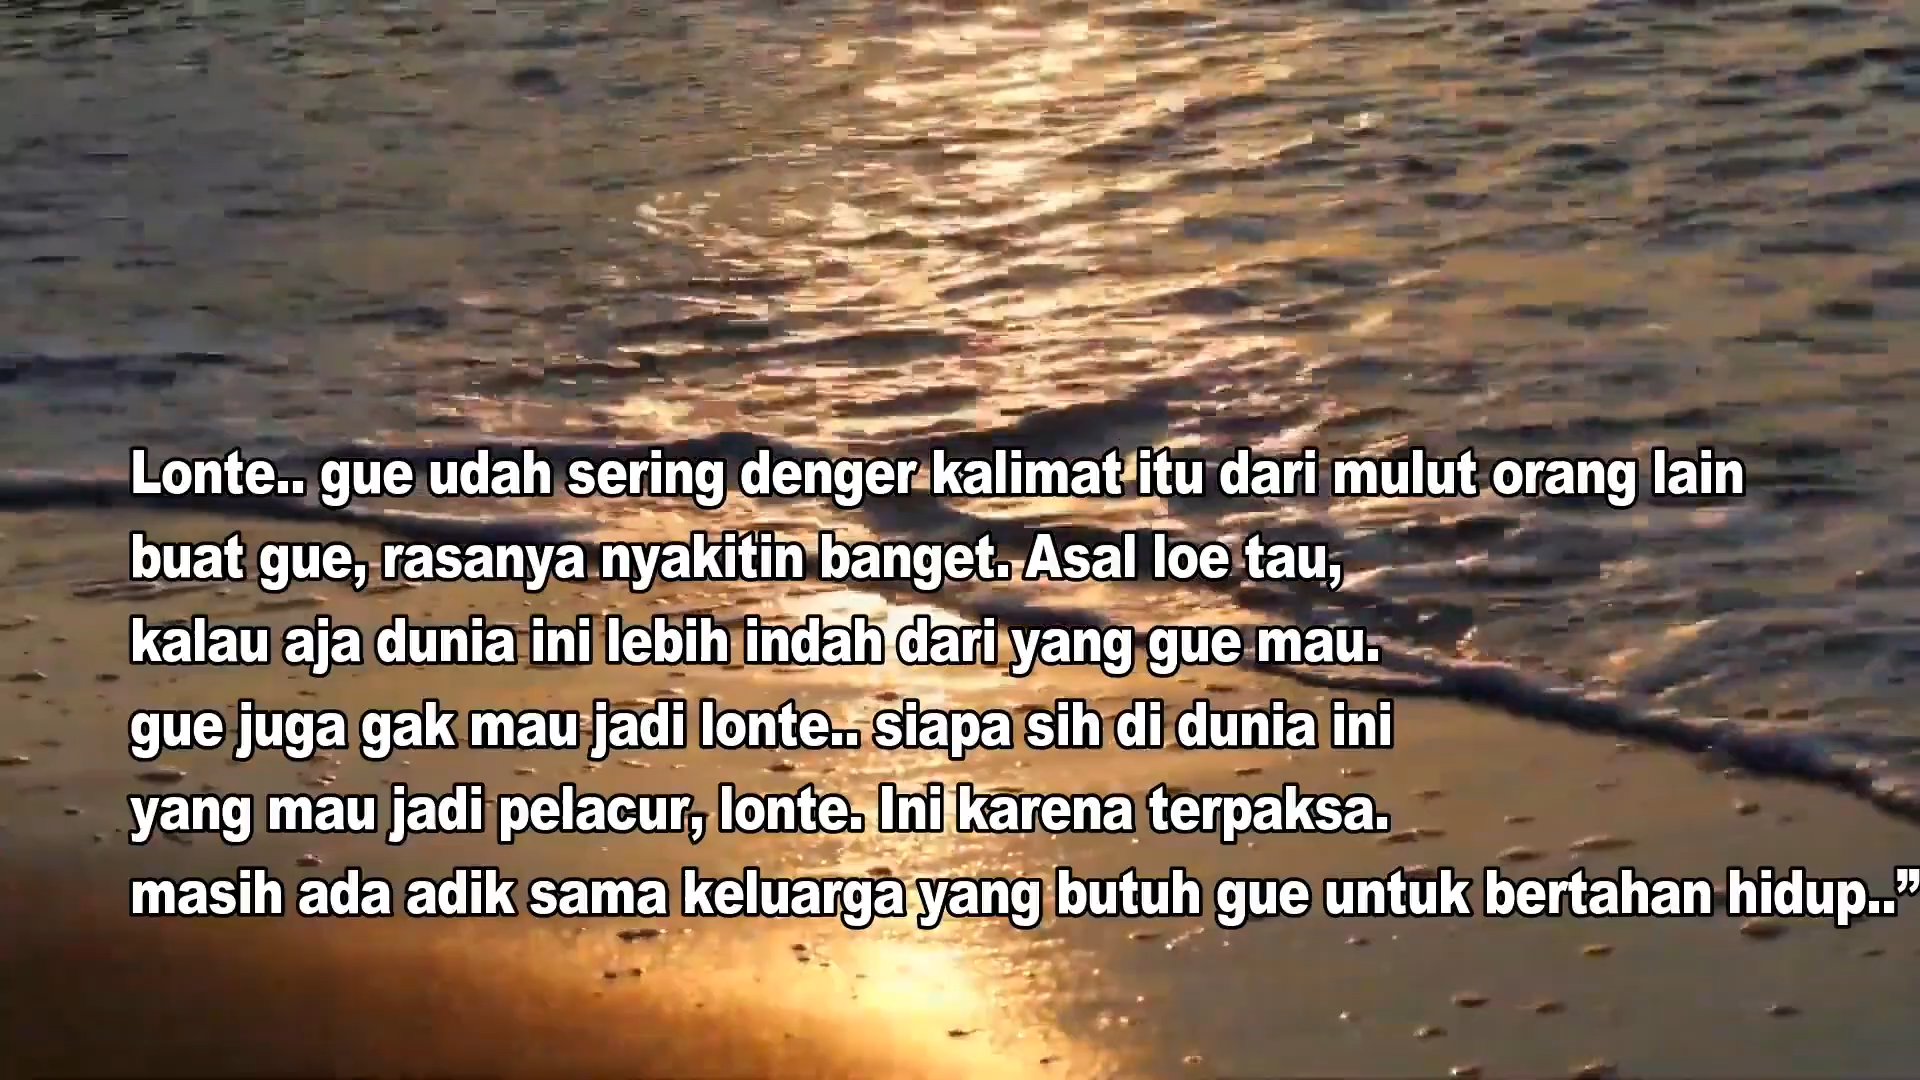 Lonte.. gue udah sering denger kalimat itu dari mulut orang lain
buat gue, rasanya nyakitin banget. Asal loe tau,
kalau aja dunia ini lebih indah dari yang gue mau.
gue juga gak mau jadi lonte.. siapa sih di dunia ini
yang mau jadi pelacur, lonte. Ini karena terpaksa.
masih ada adik sama keluarga yang butuh gue untuk bertahan hidup..”